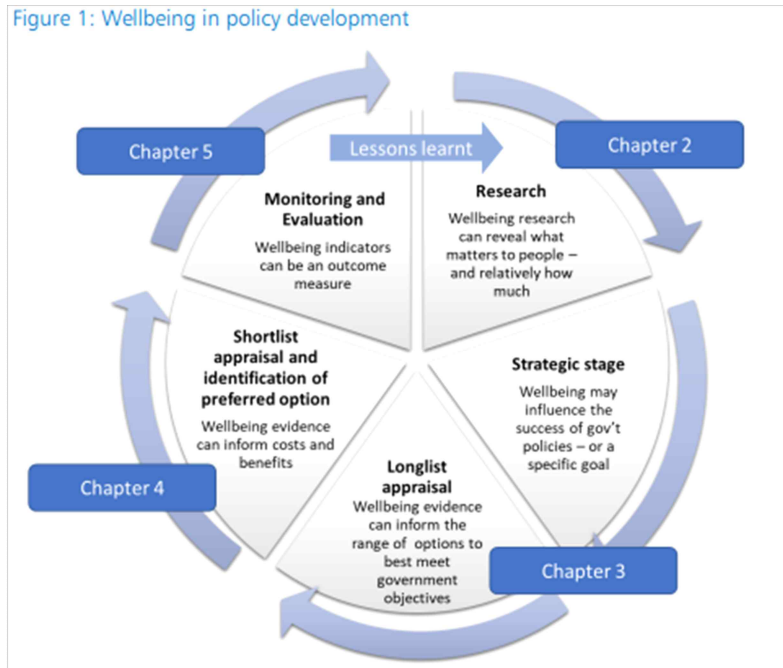 Figure 1: Wellbeing in policy development
Chapter 5
Lessons learnt
Chapter 2
Monitoring and
Evaluation
Wellbeing indicators
can be an outcome
measure
Research
Wellbeing research
can reveal what
matters to people –
and relatively how
much
Shortlist
appraisal and
identification of
preferred option
Wellbeing evidence
can inform costs and
benefits
Strategic stage
Wellbeing may
influence the
success of gov't
policies – or a
specific goal
Chapter 4
Longlist
appraisal
Wellbeing evidence
can inform the
range of options to
best meet
government
objectives
Chapter 3